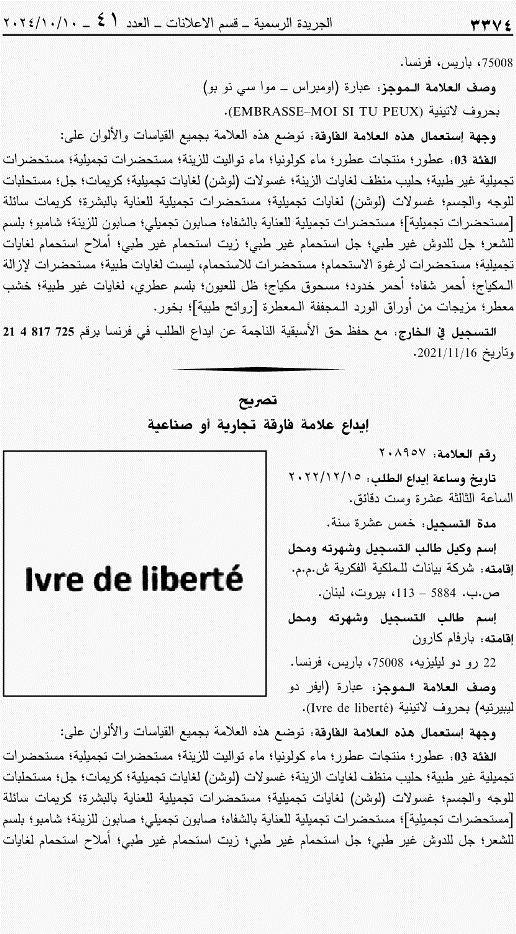 ٣٣٧٤ الجريدة الرسمية – قسم الاعلانات – العدد ٤١ – ٢٠٢٤/١٠/١٠
75008، باريس، فرنسا.
وصف العلامة الموجز: عبارة (اومبراس – موا سي تو بو)
بحروف لاتينية (EMBRASSE–MOI SI TU PEUX).
وجهة إستعمال هذه العلامة الفارقة: نوضع هذه العلامة بجميع القياسات والألوان على:
الفئة 03: عطور؛ منتجات عطور؛ ماء كولونيا؛ ماء تواليت للزينة؛ مستحضرات تجميلية؛ مستحضرات
تجميلية غير طبية؛ حليب منظف لغايات الزينة؛ غسولات (لوشن) لغايات تجميلية؛ كريمات؛ جل؛ مستحلبات
للوجه والجسم؛ غسولات (لوشن) لغايات تجميلية؛ مستحضرات تجميلية للعناية بالبشرة؛ كريمات سائلة
[مستحضرات تجميلية]؛ مستحضرات تجميلية للعناية بالشفاه؛ صابون تجميلي؛ صابون للزينة؛ شامبو؛ بلسم
للشعر؛ جل للدوش غير طبي؛ جل استحمام غير طبي؛ زيت استحمام غير طبي؛ أملاح استحمام لغايات
تجميلية؛ مستحضرات لرغوة الاستحمام؛ مستحضرات للاستحمام، ليست لغايات طبية؛ مستحضرات لإزالة
المكياج؛ أحمر شفاه؛ أحمر خدود؛ مسحوق مكياج؛ ظل للعيون؛ بلسم عطري، لغايات غير طبية؛ خشب
معطر؛ مزيجات من أوراق الورد المجففة المعطرة [روائح طيبة]؛ بخور.
التسجيل في الخارج: مع حفظ حق الأسبقية الناجمة عن ايداع الطلب في فرنسا برقم 725 817 4 21
وتاريخ 2021/11/16.
تصريح
إيداع علامة فارقة تجارية أو صناعية
رقم العلامة: ٢٠٨٩٥٧
تاريخ وساعة إيداع الطلب: ٢٠٢٢/١٢/١٥
الساعة الثالثة عشرة وست دقائق.
مدة التسجيل: خمس عشرة سنة.
إسم وكيل طالب التسجيل وشهرته ومحل
إقامته: شركة بيانات للملكية الفكرية ش.م.م.
ص.ب. 5884 – 113، بيروت، لبنان.
إسم طالب التسجيل وشهرته ومحل
إقامته: بارفام كارون
22 رو دو ليليزيه، 75008، باريس، فرنسا.
وصف العلامة الموجز: عبارة (ايفر دو
ليبيرتيه) بحروف لاتينية (Ivre de liberté).
Ivre de liberté
وجهة إستعمال هذه العلامة الفارقة: نوضع هذه العلامة بجميع القياسات والألوان على:
الفئة 03: عطور؛ منتجات عطور؛ ماء كولونيا؛ ماء تواليت للزينة؛ مستحضرات تجميلية؛ مستحضرات
تجميلية غير طبية؛ حليب منظف لغايات الزينة؛ غسولات (لوشن) لغايات تجميلية؛ كريمات؛ جل؛ مستحلبات
للوجه والجسم؛ غسولات (لوشن) لغايات تجميلية؛ مستحضرات تجميلية للعناية بالبشرة؛ كريمات سائلة
[مستحضرات تجميلية]؛ مستحضرات تجميلية للعناية بالشفاه؛ صابون تجميلي؛ صابون للزينة؛ شامبو؛ بلسم
للشعر؛ جل للدوش غير طبي؛ جل استحمام غير طبي؛ زيت استحمام غير طبي؛ أملاح استحمام لغايات